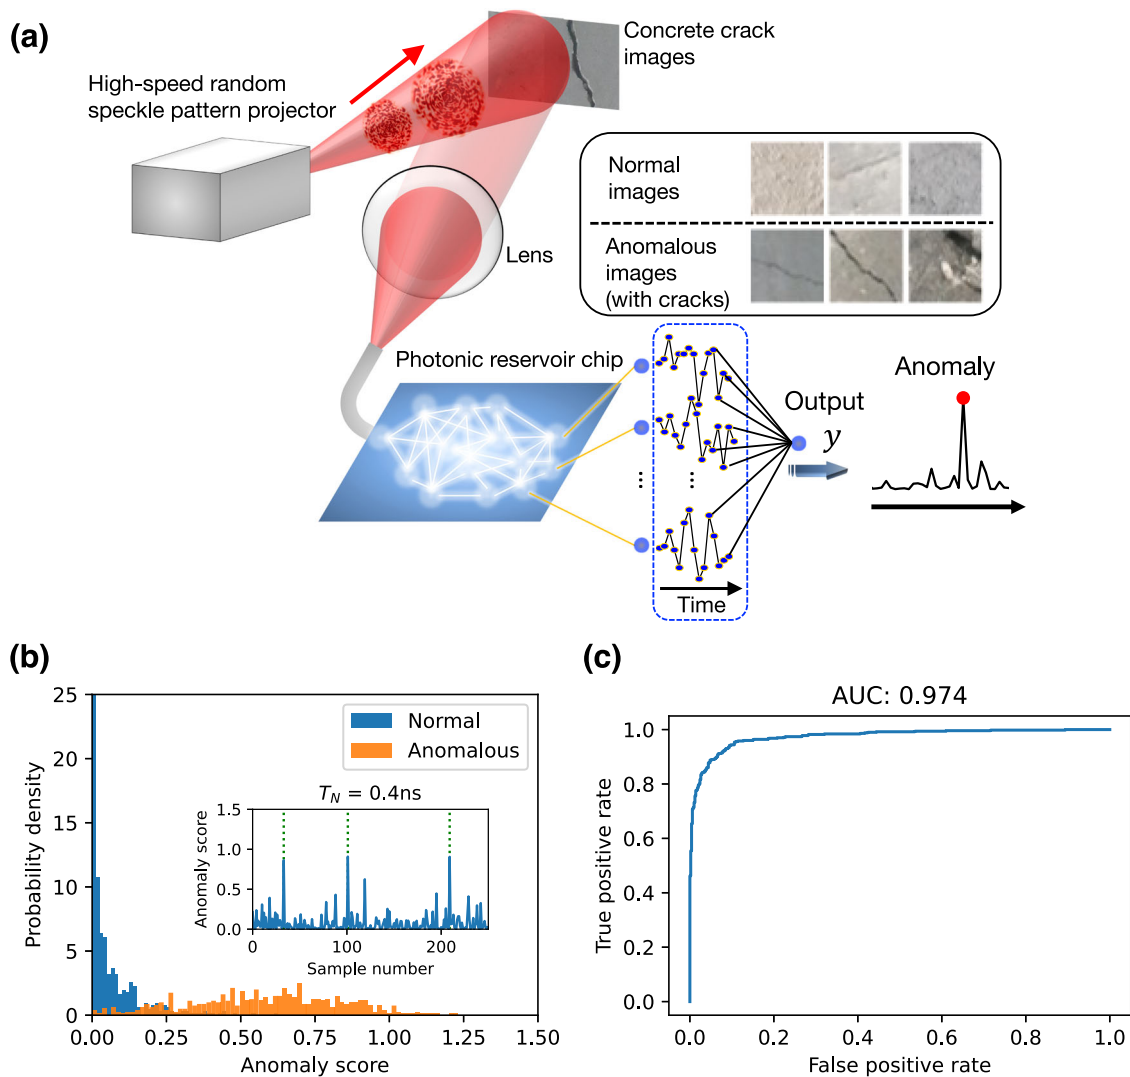 (a)
High-speed random
speckle pattern projector
Concrete crack
images
Normal
images
Anomalous
images
(with cracks)
Lens
Photonic reservoir chip
Output
y
Anomaly
⋮ ⋮
Time
(b)
Probability density
25
20
15
10
5
0
Normal
Anomalous
T_N = 0.4ns
Anomaly score
1.5
1.0
0.5
0.0
0 100 200
Sample number
0.00 0.25 0.50 0.75 1.00 1.25 1.50
Anomaly score
(c)
AUC: 0.974
True positive rate
1.0
0.8
0.6
0.4
0.2
0.0
0.0 0.2 0.4 0.6 0.8 1.0
False positive rate